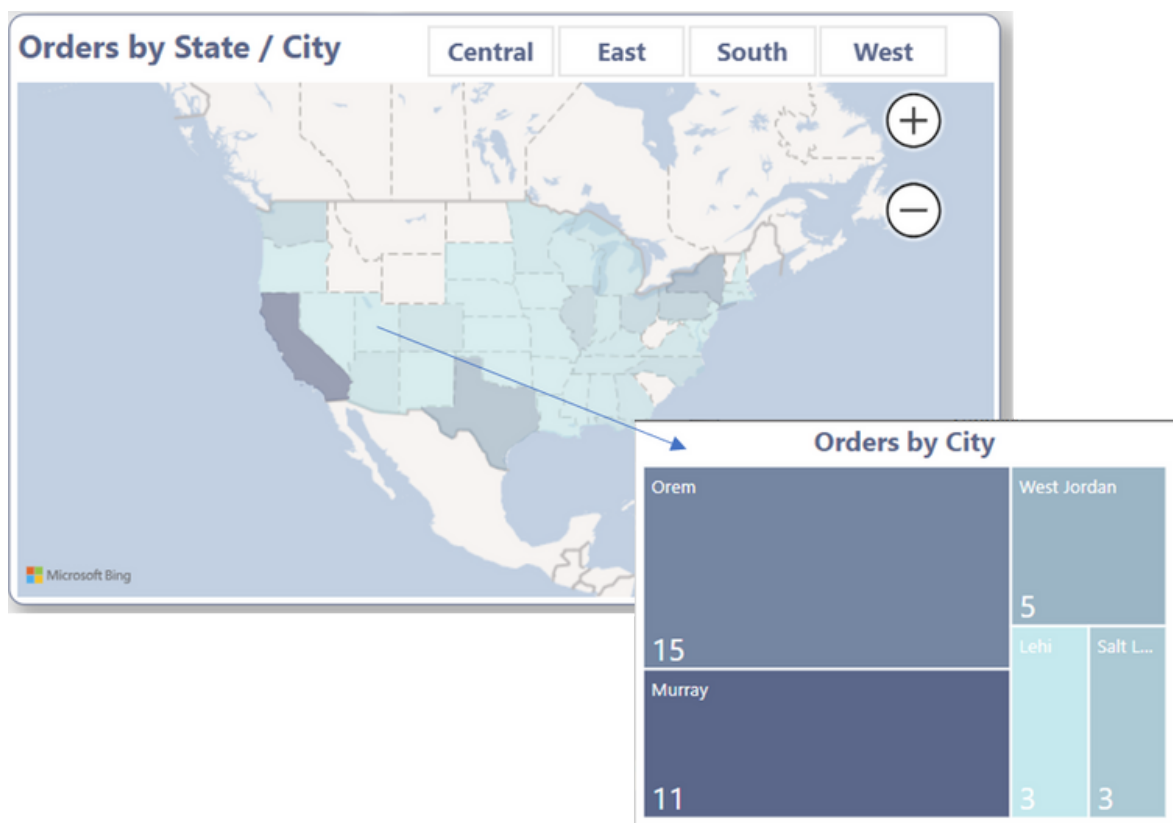 Orders by State / City
Central
East
South
West
+
−
Microsoft Bing
Orders by City
Orem
15
Murray
11
West Jordan
5
Lehi
3
Salt L...
3